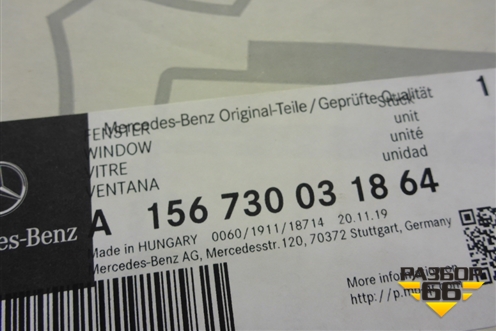 Mercedes-Benz Original-Teile/Geprüfte Qualität
FENSTER Stück 1
WINDOW unit
VITRE unité
VENTANA unidad
A 156 730 03 18 64
es-Benz
Made in HUNGARY 0060/1911/18714 20.11.19
Mercedes-Benz AG, Mercedesstr.120, 70372 Stuttgart, Germany
More info
http://p.m
РАЗБОР
66